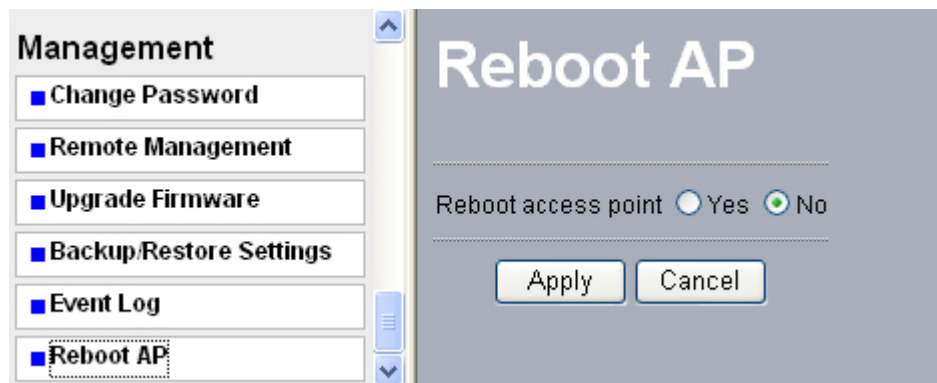 Management
Change Password
Remote Management
Upgrade Firmware
Backup/Restore Settings
Event Log
Reboot AP
Reboot AP
Reboot access point Yes No
Apply Cancel